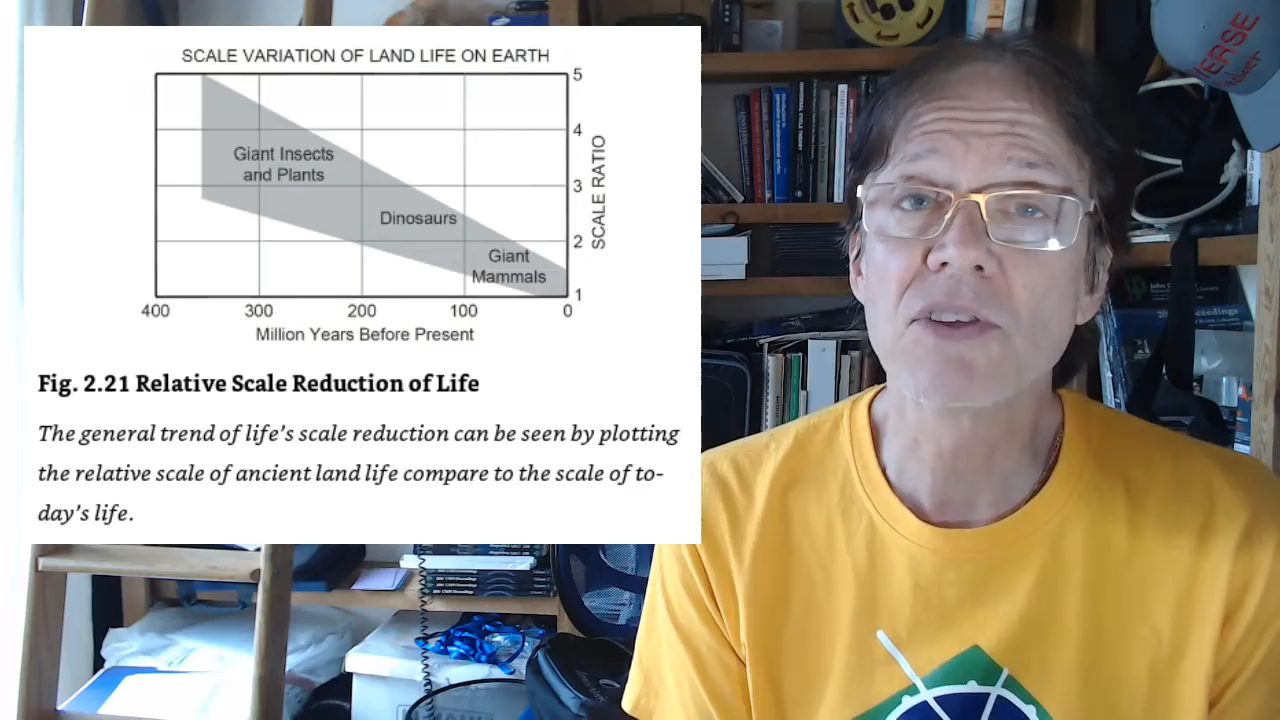 SCALE VARIATION OF LAND LIFE ON EARTH
5
4
3
2
1
SCALE RATIO
Giant Insects
and Plants
Dinosaurs
Giant
Mammals
400
300
200
100
0
Million Years Before Present
Fig. 2.21 Relative Scale Reduction of Life
The general trend of life's scale reduction can be seen by plotting
the relative scale of ancient land life compare to the scale of to-
day's life.
ERSE